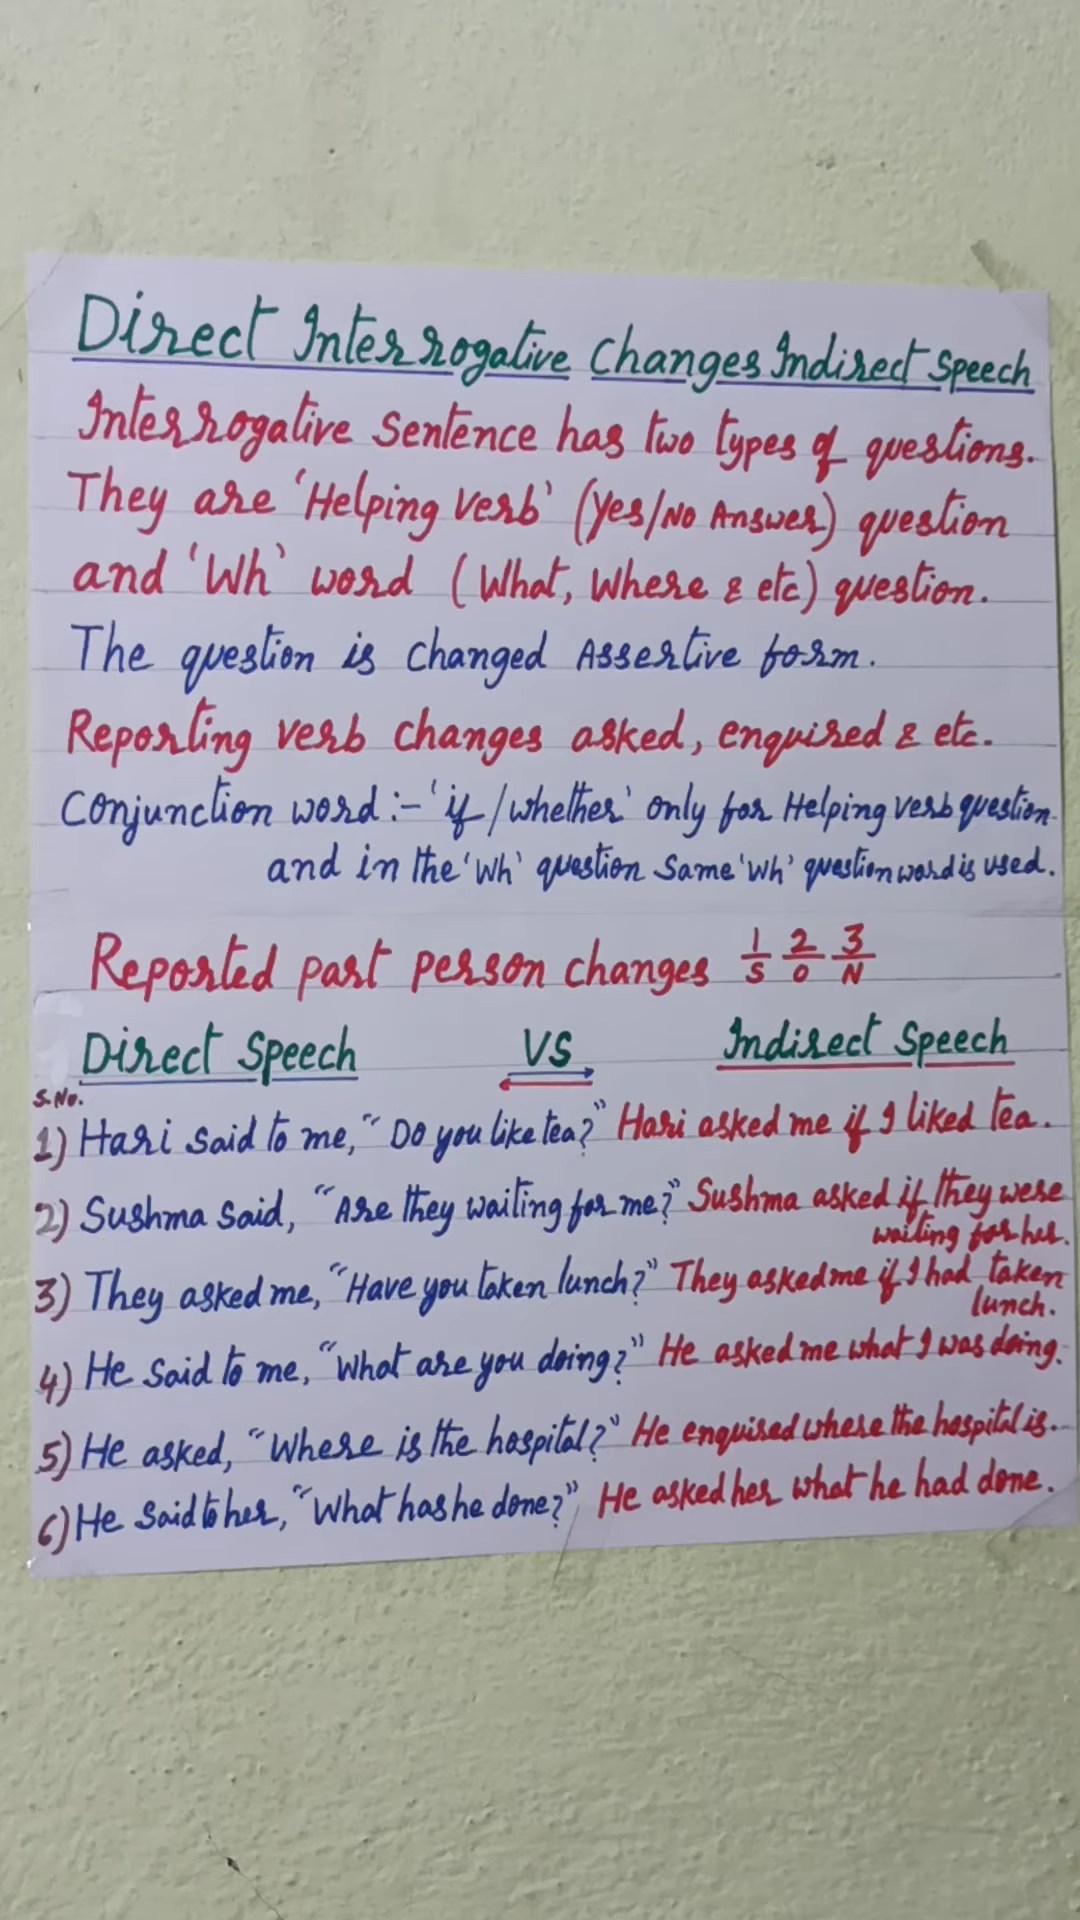 Direct Interrogative Changes Indirect Speech
Interrogative Sentence has two types of questions.
They are 'Helping Verb' (Yes/No Answer) question
and 'Wh' word (What, Where & etc) question.
The question is changed Assertive form.
Reporting verb changes asked, enquired & etc.
Conjunction word :- 'if/whether' only for Helping verb question
and in the 'Wh' question Same 'Wh' question word is used.
Reported part person changes 1/S 2/O 3/N
Direct Speech VS Indirect Speech
S.No.
1) Hari said to me, "Do you like tea?" Hari asked me if I liked tea.
2) Sushma said, "Are they waiting for me?" Sushma asked if they were
waiting for her.
3) They asked me, "Have you taken lunch?" They asked me if I had taken
lunch.
4) He said to me, "What are you doing?" He asked me what I was doing.
5) He asked, "Where is the hospital?" He enquired where the hospital is.
6) He said to her, "What has he done?" He asked her what he had done.